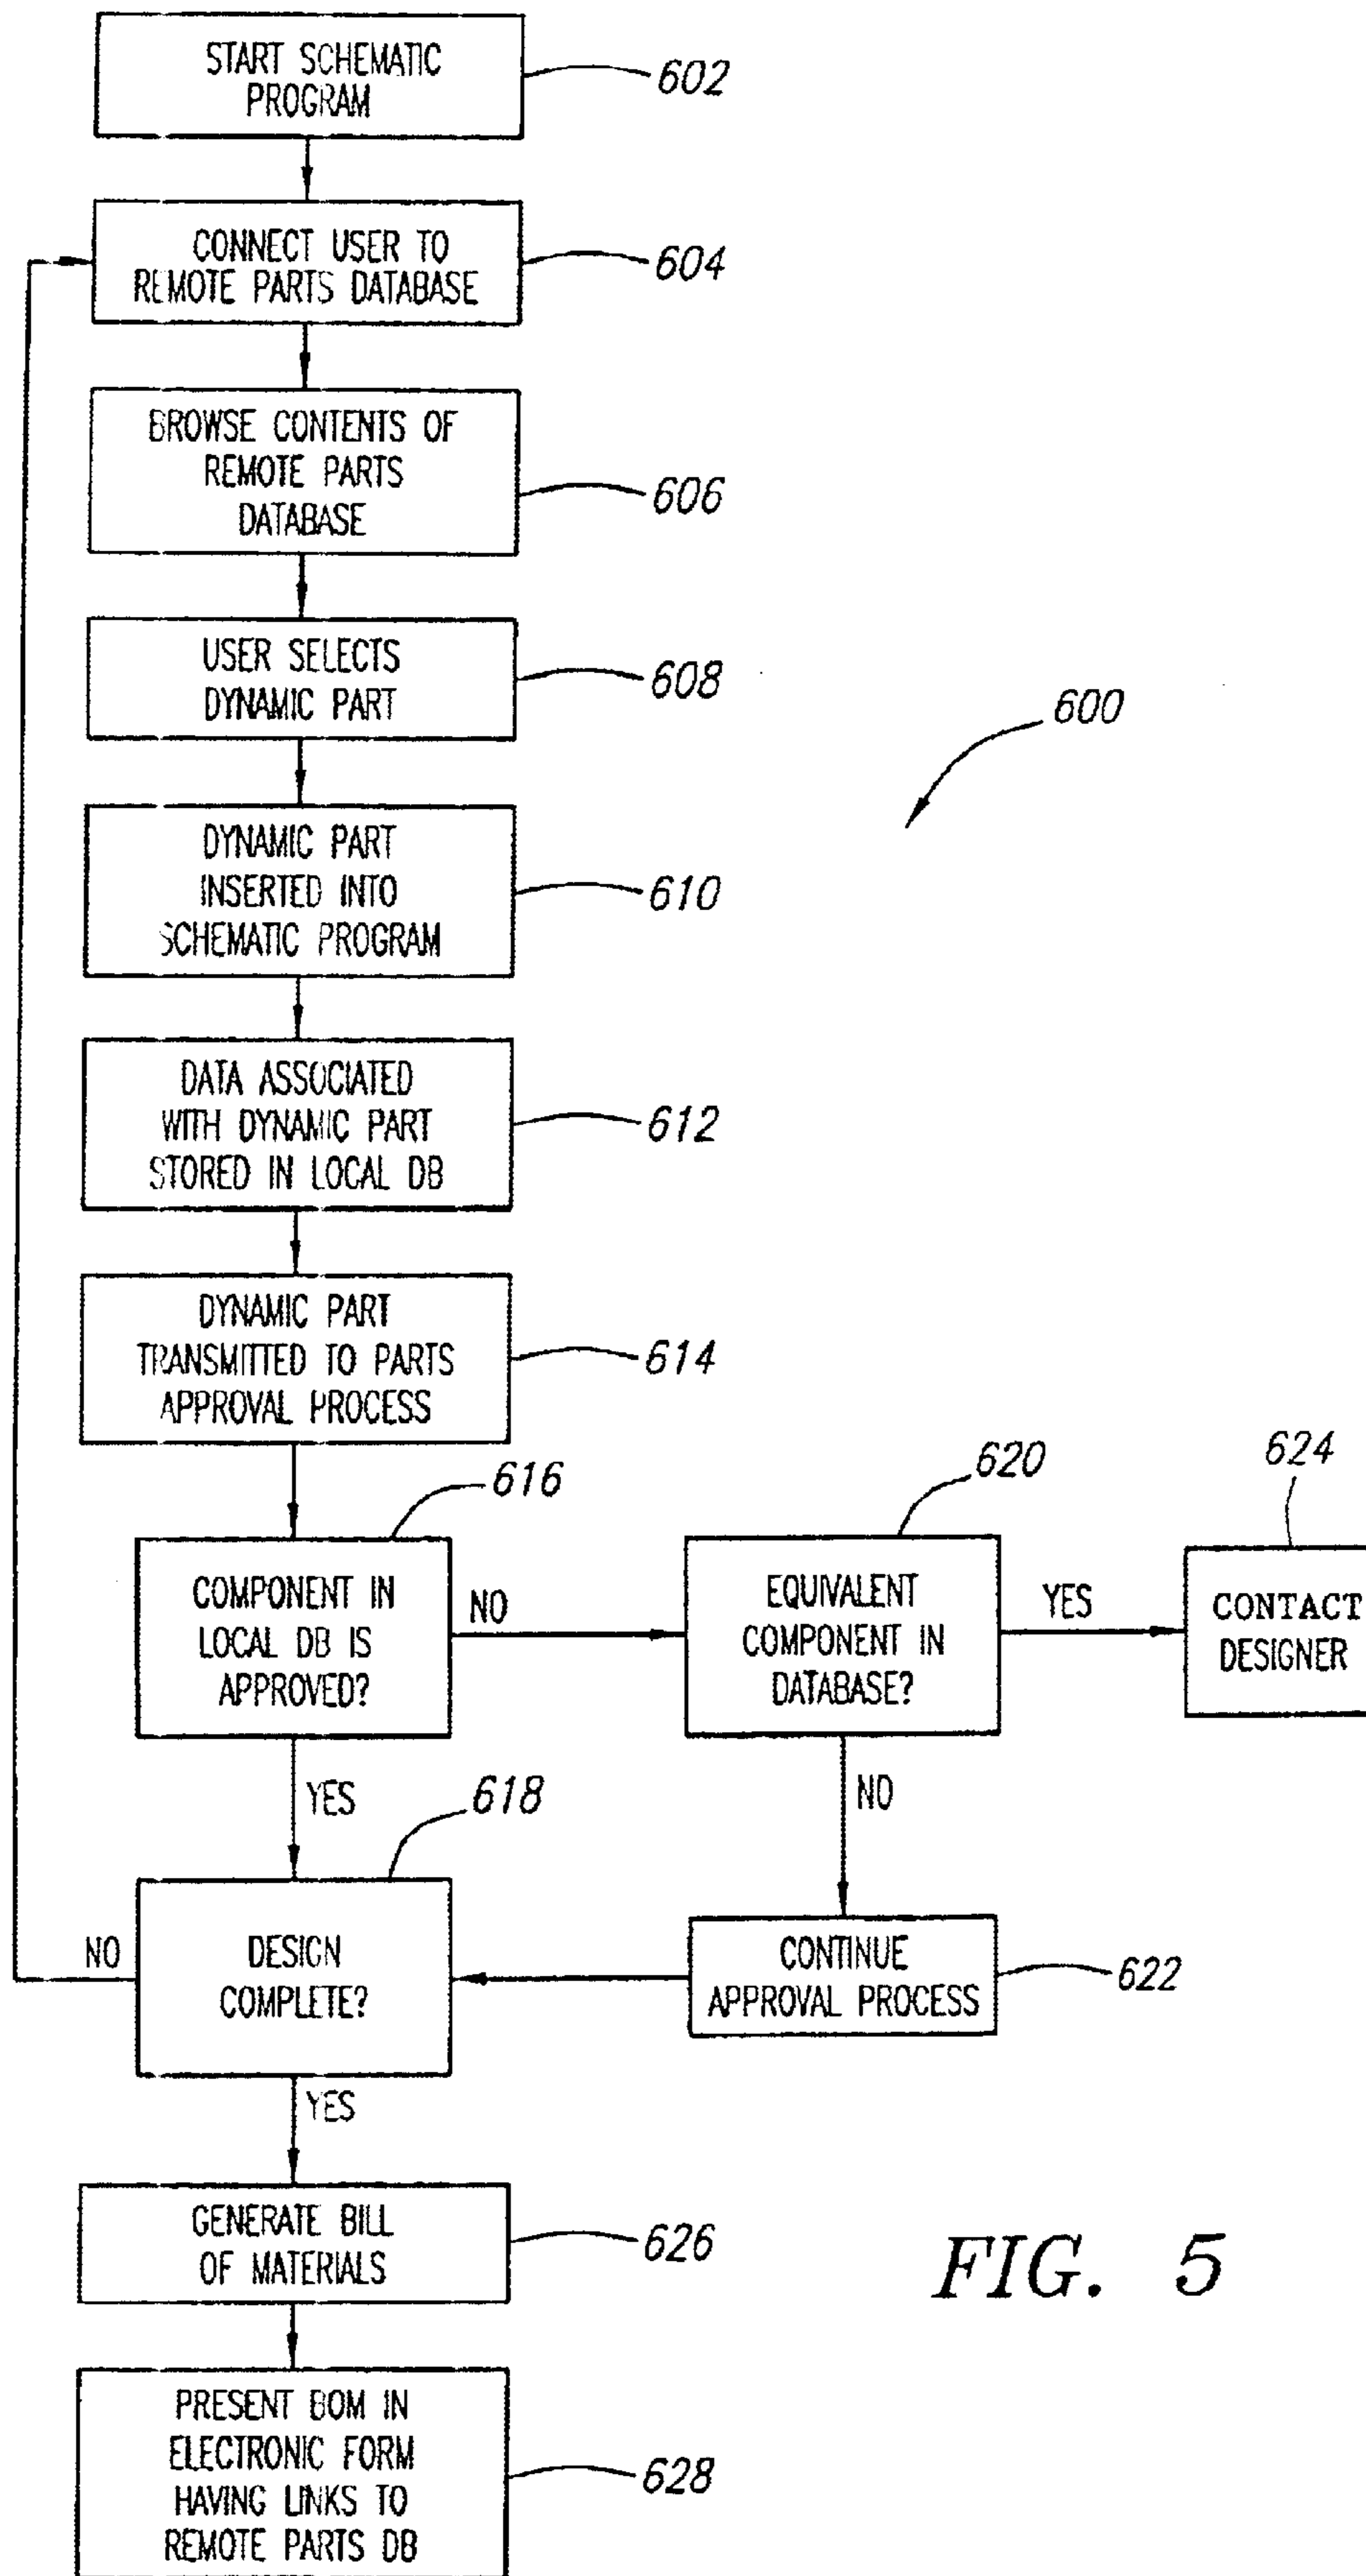 START SCHEMATIC
PROGRAM
602
CONNECT USER TO
REMOTE PARTS DATABASE
604
BROWSE CONTENTS OF
REMOTE PARTS
DATABASE
606
USER SELECTS
DYNAMIC PART
608
600
DYNAMIC PART
INSERTED INTO
SCHEMATIC PROGRAM
610
DATA ASSOCIATED
WITH DYNAMIC PART
STORED IN LOCAL DB
612
DYNAMIC PART
TRANSMITTED TO PARTS
APPROVAL PROCESS
614
616
COMPONENT IN
LOCAL DB IS
APPROVED?
NO
620
EQUIVALENT
COMPONENT IN
DATABASE?
YES
624
CONTACT
DESIGNER
YES
618
NO
NO
DESIGN
COMPLETE?
CONTINUE
APPROVAL PROCESS
622
YES
GENERATE BILL
OF MATERIALS
626
PRESENT BOM IN
ELECTRONIC FORM
HAVING LINKS TO
REMOTE PARTS DB
628
FIG. 5